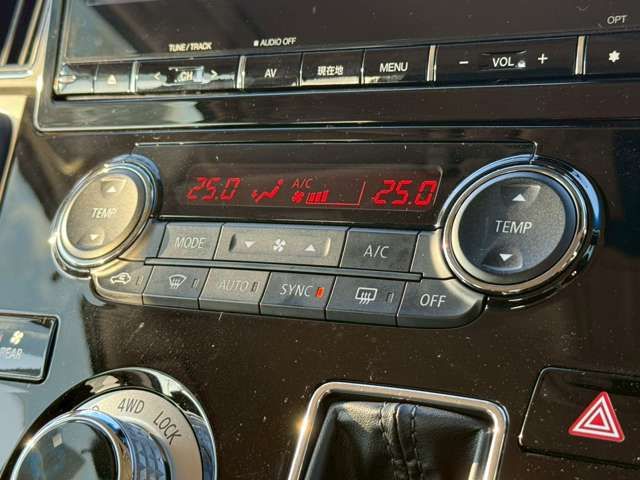 OPT
TUNE / TRACK
AUDIO OFF
CH
AV
現在地
MENU
− VOL +
25.0 A/C 25.0
TEMP
TEMP
MODE
A/C
AUTO
SYNC
OFF
REAR
4WD LOCK